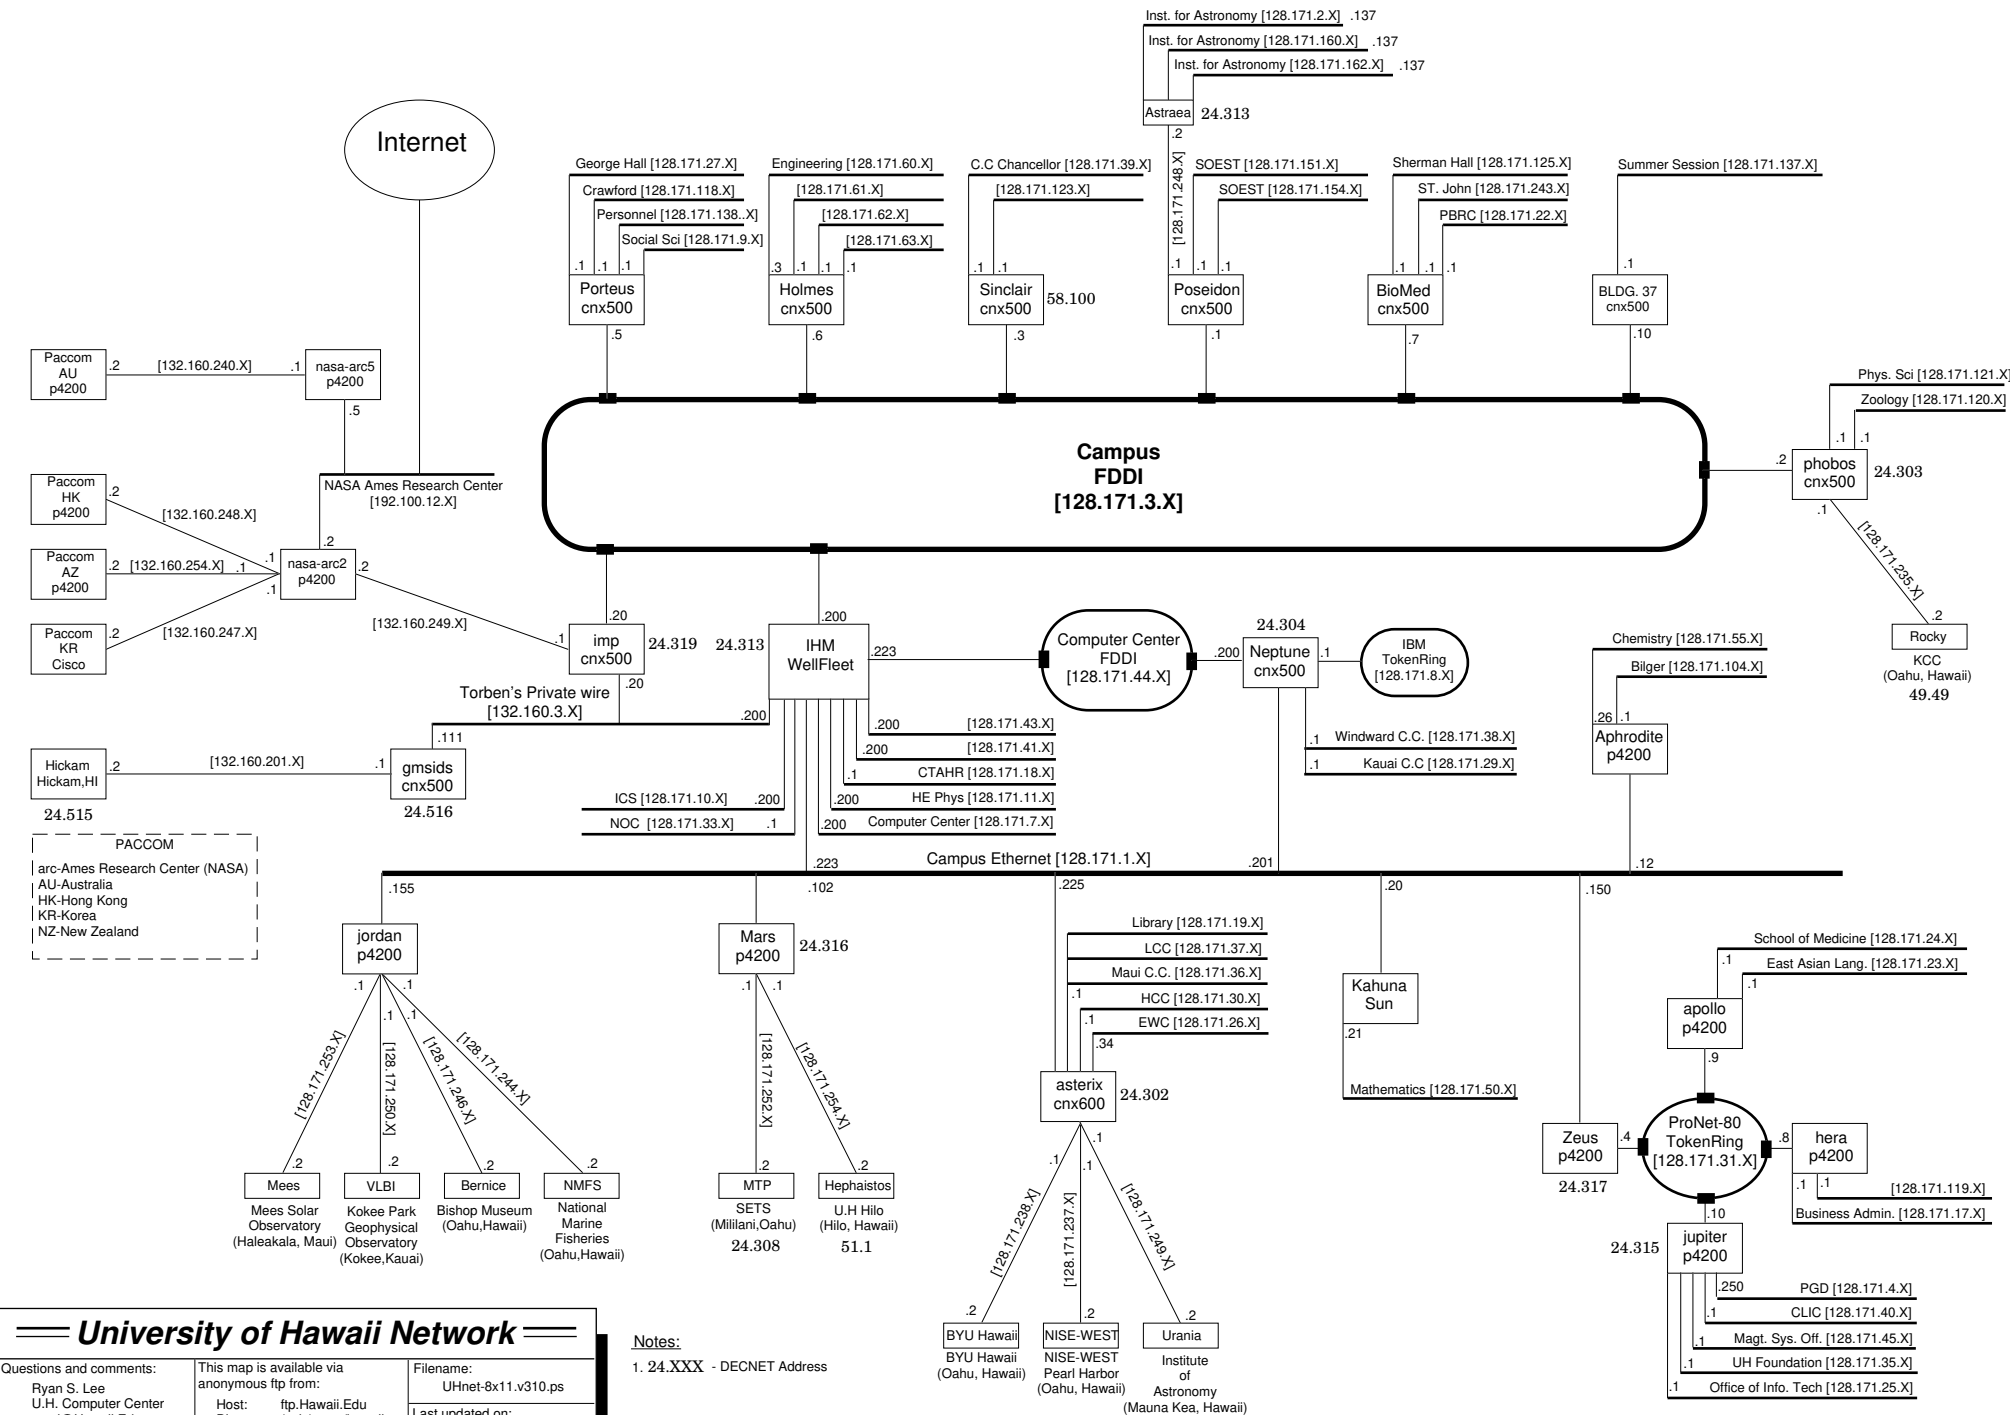 Inst. for Astronomy [128.171.2.X] .137
Inst. for Astronomy [128.171.160.X] .137
Inst. for Astronomy [128.171.162.X] .137
Astraea 24.313
.2
[128.171.248.X]
Internet
George Hall [128.171.27.X]
Crawford [128.171.118.X]
Personnel [128.171.138..X]
Social Sci [128.171.9.X]
.1 .1 .1
Porteus
cnx500
.5
Engineering [128.171.60.X]
[128.171.61.X]
[128.171.62.X]
[128.171.63.X]
.3 .1 .1 .1
Holmes
cnx500
.6
C.C Chancellor [128.171.39.X]
[128.171.123.X]
.1 .1
Sinclair
cnx500
58.100
.3
SOEST [128.171.151.X]
SOEST [128.171.154.X]
.1 .1 .1
Poseidon
cnx500
.1
Sherman Hall [128.171.125.X]
ST. John [128.171.243.X]
PBRC [128.171.22.X]
.1 .1 .1
BioMed
cnx500
.7
Summer Session [128.171.137.X]
.1
BLDG. 37
cnx500
.10
Paccom
AU
p4200
.2 [132.160.240.X] .1
nasa-arc5
p4200
.5
NASA Ames Research Center
[192.100.12.X]
Paccom
HK
p4200
.2
[132.160.248.X]
.1
Paccom
AZ
p4200
.2 [132.160.254.X] .1
Paccom
KR
Cisco
.2
[132.160.247.X]
.1
.2
nasa-arc2
p4200
.2
[132.160.249.X]
.1
Campus
FDDI
[128.171.3.X]
Phys. Sci [128.171.121.X]
Zoology [128.171.120.X]
.1 .1
.2
phobos
cnx500
24.303
.1
[128.171.235.X]
.2
Rocky
KCC
(Oahu, Hawaii)
49.49
.20
imp
cnx500
24.319
.20
Torben's Private wire
[132.160.3.X]
.200
.111
gmsids
cnx500
24.516
.1
[132.160.201.X]
.2
Hickam
Hickam,HI
24.515
.200
24.313
IHM
WellFleet
.223
Computer Center
FDDI
[128.171.44.X]
.200
24.304
Neptune
cnx500
.1
IBM
TokenRing
[128.171.8.X]
.200 [128.171.43.X]
.200 [128.171.41.X]
.1 CTAHR [128.171.18.X]
.200 HE Phys [128.171.11.X]
.200 Computer Center [128.171.7.X]
ICS [128.171.10.X] .200
NOC [128.171.33.X] .1
.1 Windward C.C. [128.171.38.X]
.1 Kauai C.C [128.171.29.X]
Chemistry [128.171.55.X]
Bilger [128.171.104.X]
.26 .1
Aphrodite
p4200
.12
PACCOM
arc-Ames Research Center (NASA)
AU-Australia
HK-Hong Kong
KR-Korea
NZ-New Zealand
.223 Campus Ethernet [128.171.1.X] .201
.155 .102 .225 .20 .150
jordan
p4200
.1 .1
.1 .1
[128.171.253.X]
[128.171.250.X]
[128.171.246.X]
[128.171.244.X]
.2 .2 .2 .2
Mees
Mees Solar
Observatory
(Haleakala, Maui)
VLBI
Kokee Park
Geophysical
Observatory
(Kokee,Kauai)
Bernice
Bishop Museum
(Oahu,Hawaii)
NMFS
National
Marine
Fisheries
(Oahu,Hawaii)
Mars
p4200
24.316
.1 .1
[128.171.252.X]
[128.171.254.X]
.2 .2
MTP
SETS
(Mililani,Oahu)
24.308
Hephaistos
U.H Hilo
(Hilo, Hawaii)
51.1
Library [128.171.19.X]
LCC [128.171.37.X]
Maui C.C. [128.171.36.X]
.1
HCC [128.171.30.X]
.1
EWC [128.171.26.X]
.34
asterix
cnx600
24.302
.1
.1 .1
[128.171.238.X]
[128.171.237.X]
[128.171.249.X]
.2 .2 .2
BYU Hawaii
BYU Hawaii
(Oahu, Hawaii)
NISE-WEST
NISE-WEST
Pearl Harbor
(Oahu, Hawaii)
Urania
Institute
of
Astronomy
(Mauna Kea, Hawaii)
Kahuna
Sun
.21
Mathematics [128.171.50.X]
School of Medicine [128.171.24.X]
.1
East Asian Lang. [128.171.23.X]
.1
apollo
p4200
.9
ProNet-80
TokenRing
[128.171.31.X]
Zeus
p4200
.4
24.317
.8
hera
p4200
.1 .1
[128.171.119.X]
Business Admin. [128.171.17.X]
.10
jupiter
p4200
24.315
.250 PGD [128.171.4.X]
.1 CLIC [128.171.40.X]
.1 Magt. Sys. Off. [128.171.45.X]
.1 UH Foundation [128.171.35.X]
.1 Office of Info. Tech [128.171.25.X]
University of Hawaii Network
Questions and comments:
Ryan S. Lee
U.H. Computer Center
This map is available via
anonymous ftp from:
Host: ftp.Hawaii.Edu
Filename:
UHnet-8x11.v310.ps
Last updated on:
Notes:
1. 24.XXX - DECNET Address